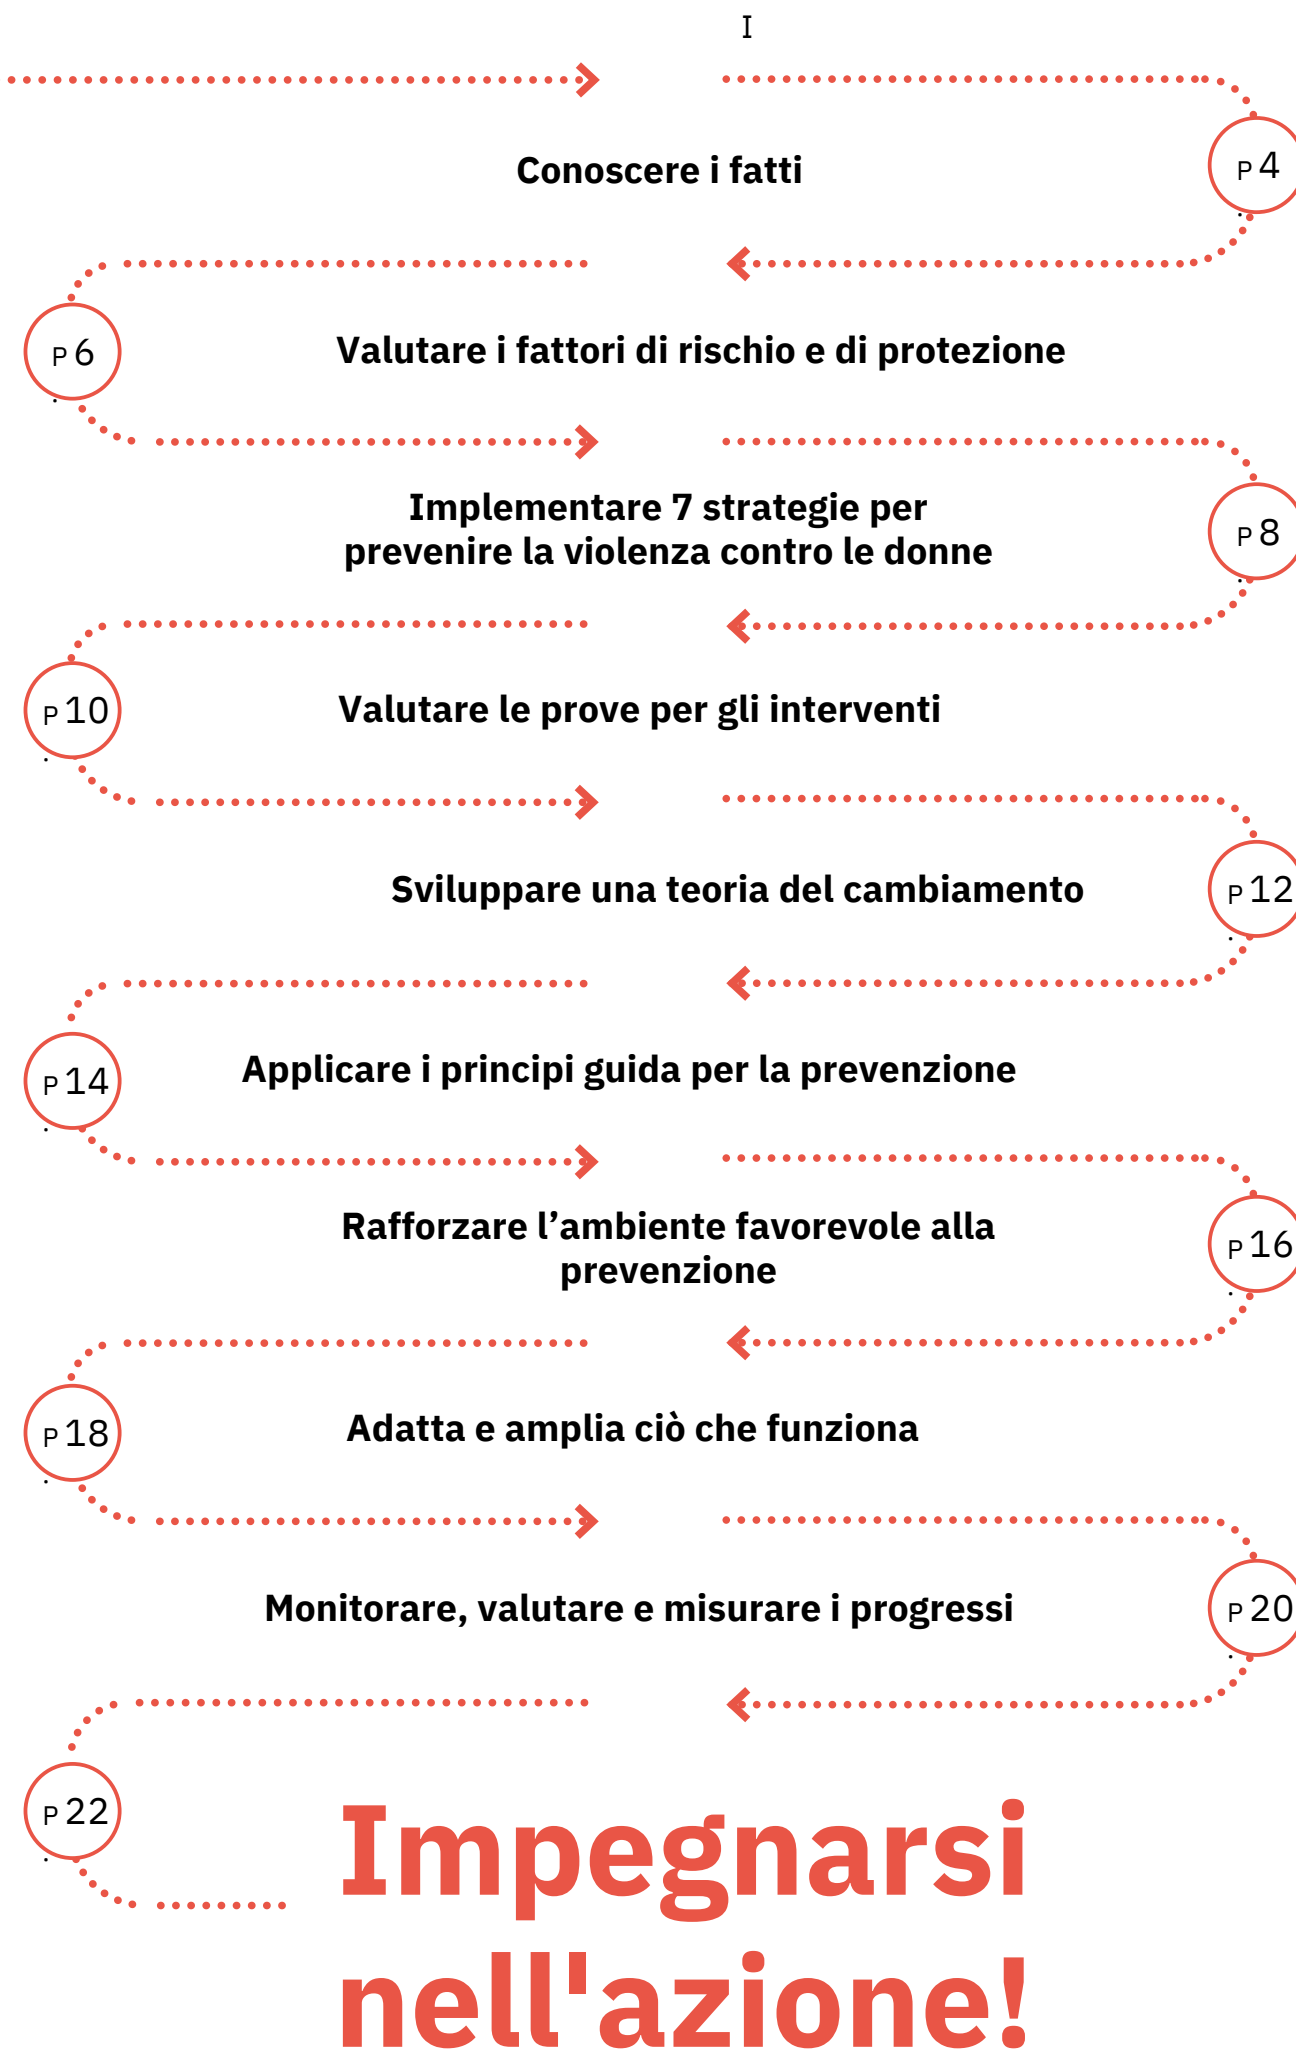 I
Conoscere i fatti
P 4
.
P 6
.
Valutare i fattori di rischio e di protezione
Implementare 7 strategie per
prevenire la violenza contro le donne
P 8
.
P 10
.
Valutare le prove per gli interventi
Sviluppare una teoria del cambiamento
P 12
.
P 14
.
Applicare i principi guida per la prevenzione
Rafforzare l’ambiente favorevole alla
prevenzione
P 16
.
P 18
.
Adatta e amplia ciò che funziona
Monitorare, valutare e misurare i progressi
P 20
.
P 22
.
Impegnarsi
nell'azione!